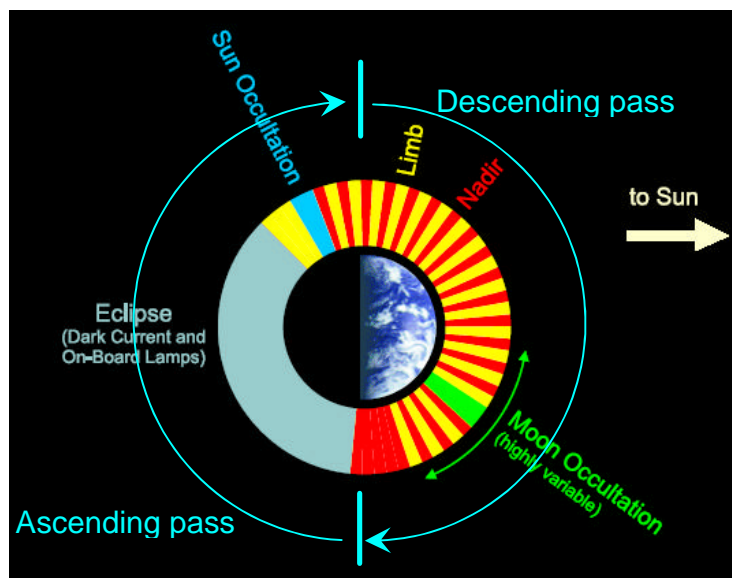 Sun Occultation
Descending pass
Limb
Nadir
to Sun
Eclipse
(Dark Current and
On-Board Lamps)
Moon Occultation
(highly variable)
Ascending pass